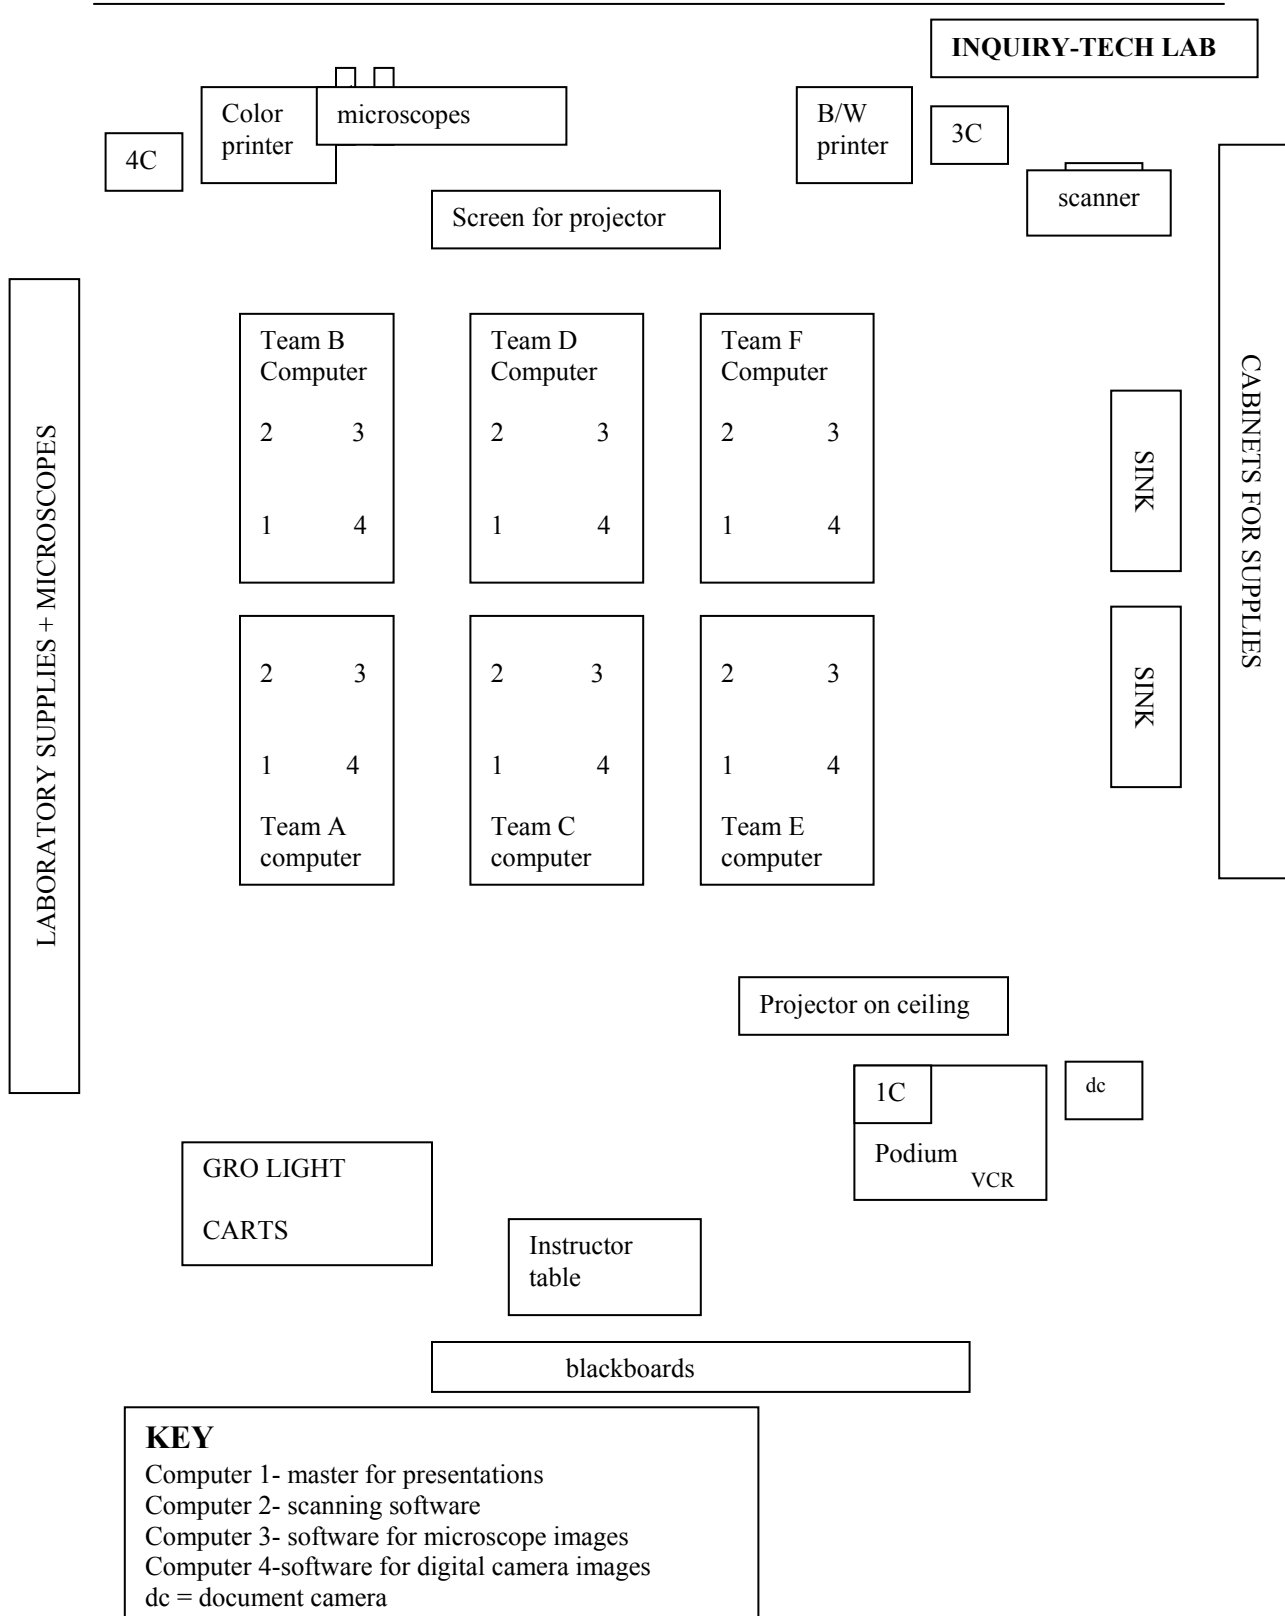 INQUIRY-TECH LAB
Color
printer
microscopes
B/W
printer
3C
4C
scanner
Screen for projector
LABORATORY SUPPLIES + MICROSCOPES
Team B
Computer
2 3
1 4
Team D
Computer
2 3
1 4
Team F
Computer
2 3
1 4
CABINETS FOR SUPPLIES
SINK
SINK
2 3
1 4
Team A
computer
2 3
1 4
Team C
computer
2 3
1 4
Team E
computer
Projector on ceiling
1C
Podium
VCR
dc
GRO LIGHT
CARTS
Instructor
table
blackboards
KEY
Computer 1- master for presentations
Computer 2- scanning software
Computer 3- software for microscope images
Computer 4-software for digital camera images
dc = document camera